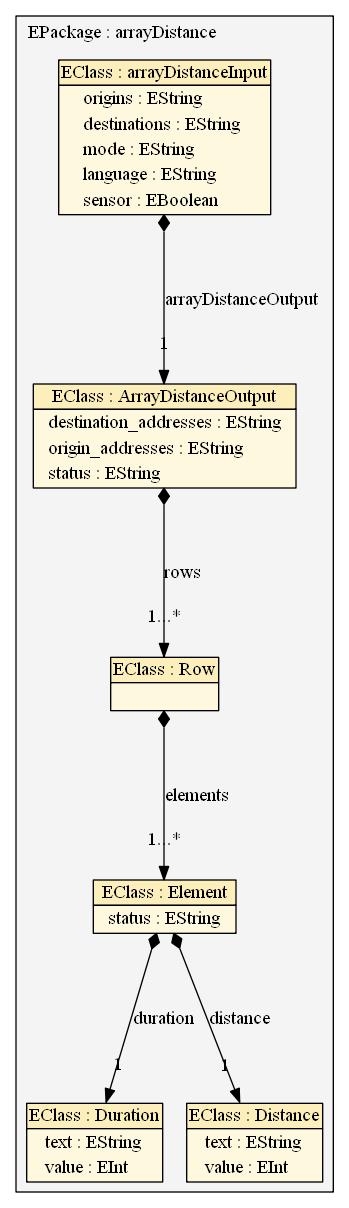 EPackage : arrayDistance
EClass : arrayDistanceInput
origins : EString
destinations : EString
mode : EString
language : EString
sensor : EBoolean
arrayDistanceOutput
1
EClass : ArrayDistanceOutput
destination_addresses : EString
origin_addresses : EString
status : EString
rows
1...*
EClass : Row
elements
1...*
EClass : Element
status : EString
duration distance
1 1
EClass : Duration EClass : Distance
text : EString text : EString
value : EInt value : EInt